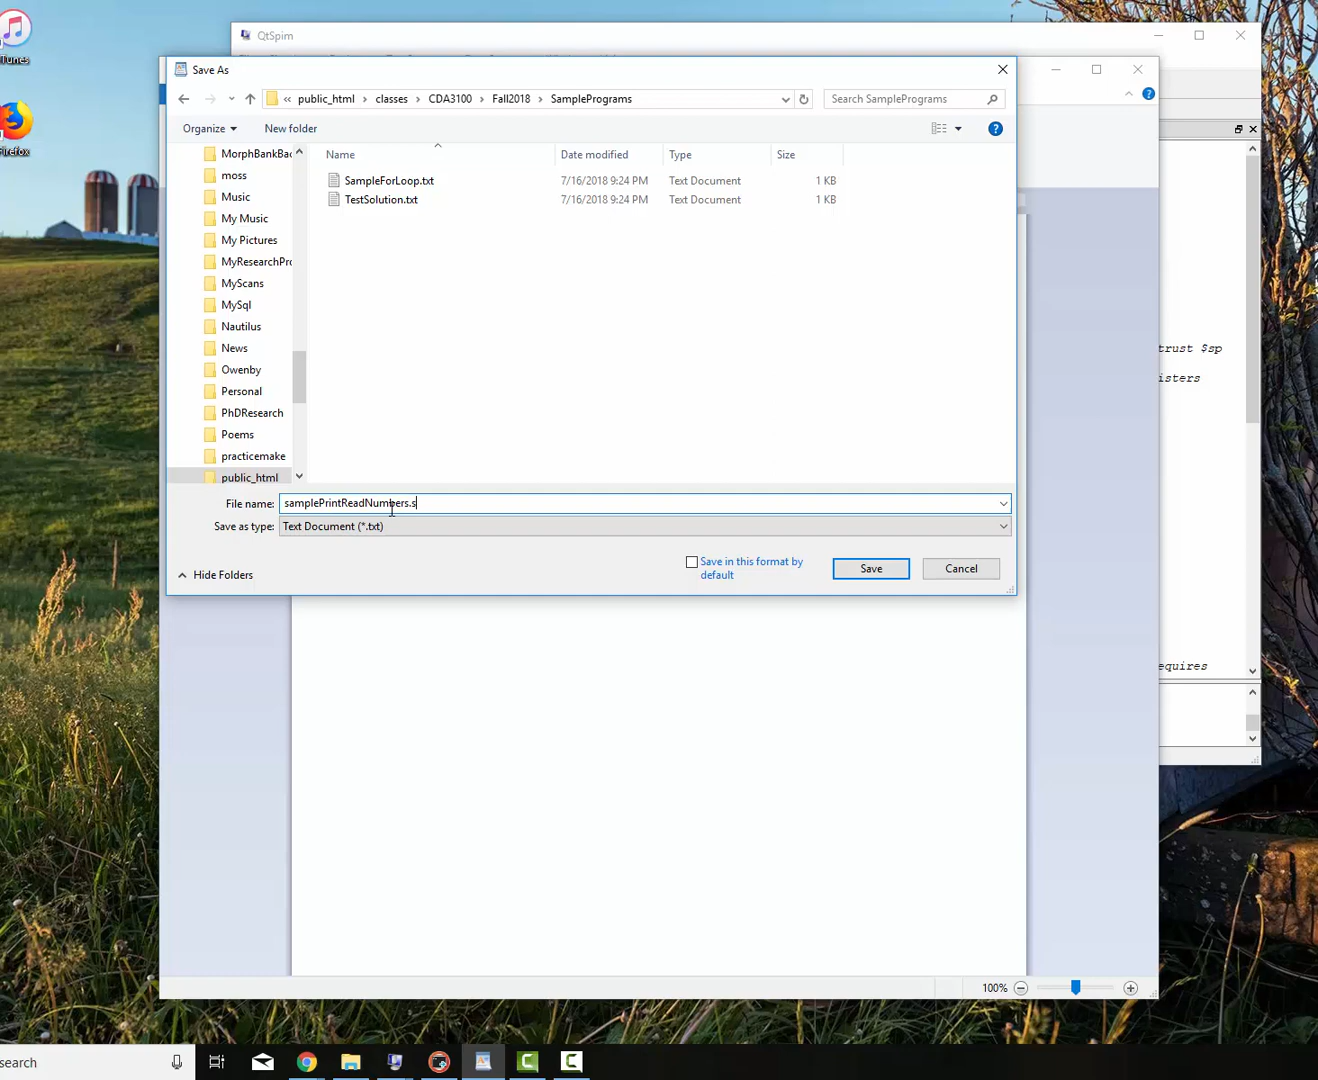 QtSpim
Tunes
Save As
« public_html > classes > CDA3100 > Fall2018 > SamplePrograms
Search SamplePrograms
Organize
New folder
Firefox
Name
Date modified
Type
Size
SampleForLoop.txt
7/16/2018 9:24 PM
Text Document
1 KB
TestSolution.txt
7/16/2018 9:24 PM
Text Document
1 KB
MorphBankBac
moss
Music
My Music
My Pictures
MyResearchPro
MyScans
MySql
Nautilus
News
Owenby
Personal
PhDResearch
Poems
practicemake
public_html
trust $sp
isters
equires
File name: samplePrintReadNumbers.s
Save as type: Text Document (*.txt)
Save in this format by
default
Save
Cancel
Hide Folders
100%
search